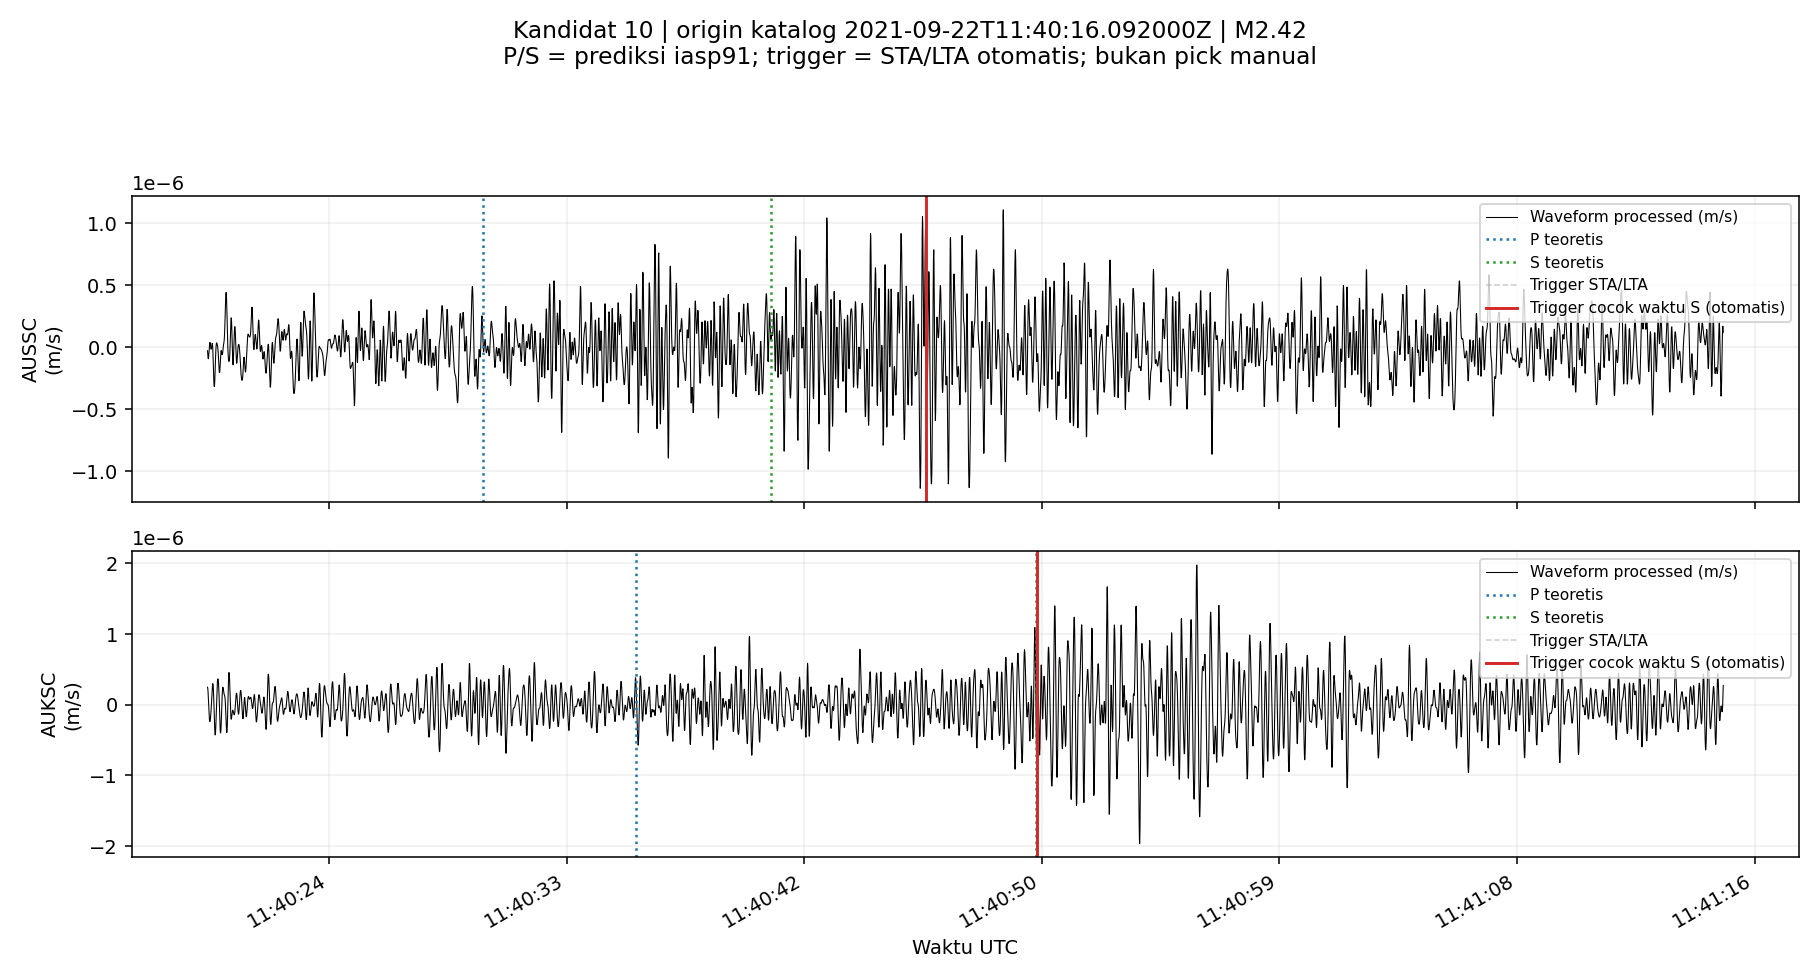 Kandidat 10 | origin katalog 2021-09-22T11:40:16.092000Z | M2.42
P/S = prediksi iasp91; trigger = STA/LTA otomatis; bukan pick manual
1e−6
1.0
0.5
0.0
−0.5
−1.0
AUSSC
(m/s)
Waveform processed (m/s)
P teoretis
S teoretis
Trigger STA/LTA
Trigger cocok waktu S (otomatis)
1e−6
2
1
0
−1
−2
AUKSC
(m/s)
Waveform processed (m/s)
P teoretis
S teoretis
Trigger STA/LTA
Trigger cocok waktu S (otomatis)
11:40:24
11:40:33
11:40:42
11:40:50
11:40:59
11:41:08
11:41:16
Waktu UTC